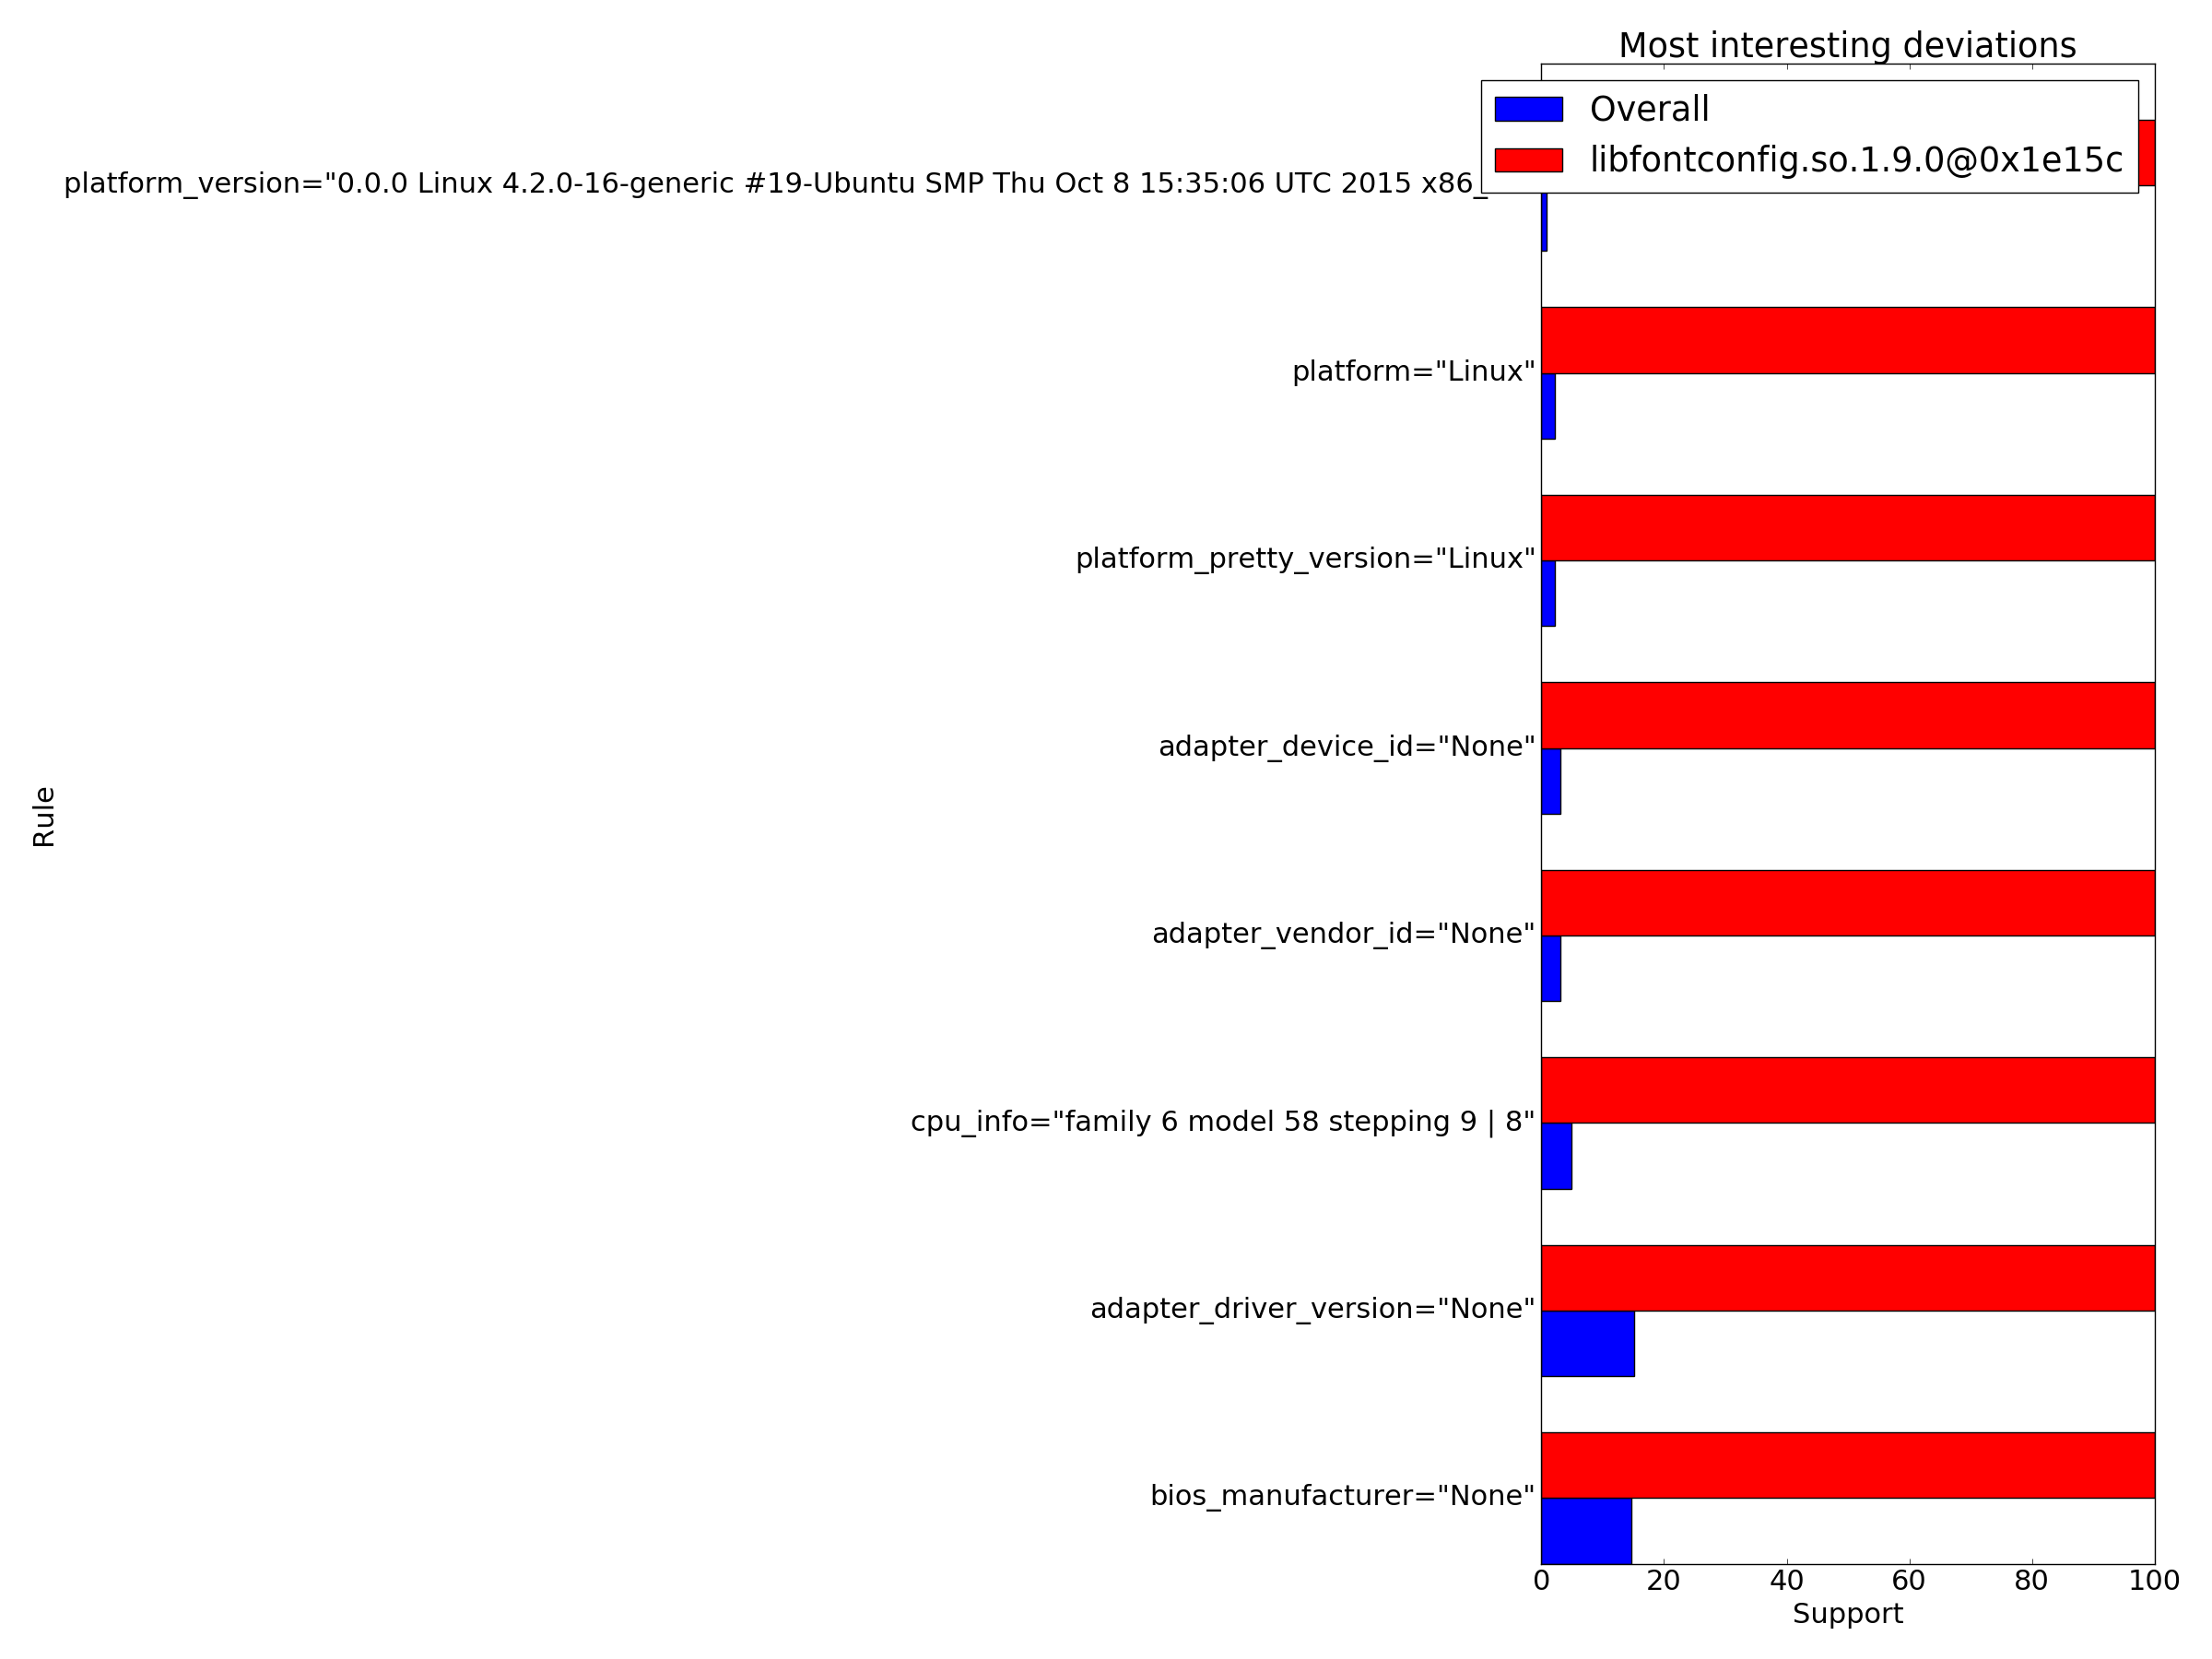 Most interesting deviations
Overall
libfontconfig.so.1.9.0@0x1e15c
platform_version="0.0.0 Linux 4.2.0-16-generic #19-Ubuntu SMP Thu Oct 8 15:35:06 UTC 2015 x86_
platform="Linux"
platform_pretty_version="Linux"
adapter_device_id="None"
Rule
adapter_vendor_id="None"
cpu_info="family 6 model 58 stepping 9 | 8"
adapter_driver_version="None"
bios_manufacturer="None"
0 20 40 60 80 100
Support